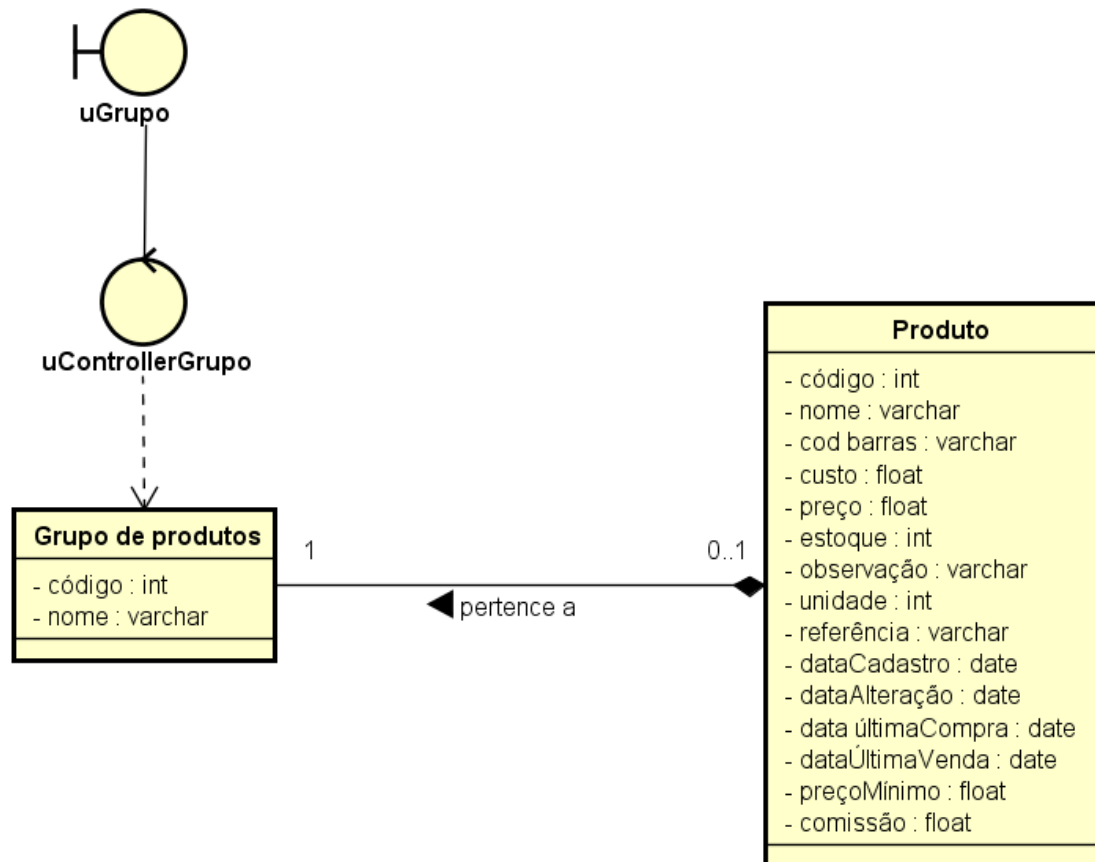 uGrupo
uControllerGrupo
Grupo de produtos
- código : int
- nome : varchar
1
pertence a
0..1
Produto
- código : int
- nome : varchar
- cod barras : varchar
- custo : float
- preço : float
- estoque : int
- observação : varchar
- unidade : int
- referência : varchar
- dataCadastro : date
- dataAlteração : date
- data últimaCompra : date
- dataÚltimaVenda : date
- preçoMínimo : float
- comissão : float